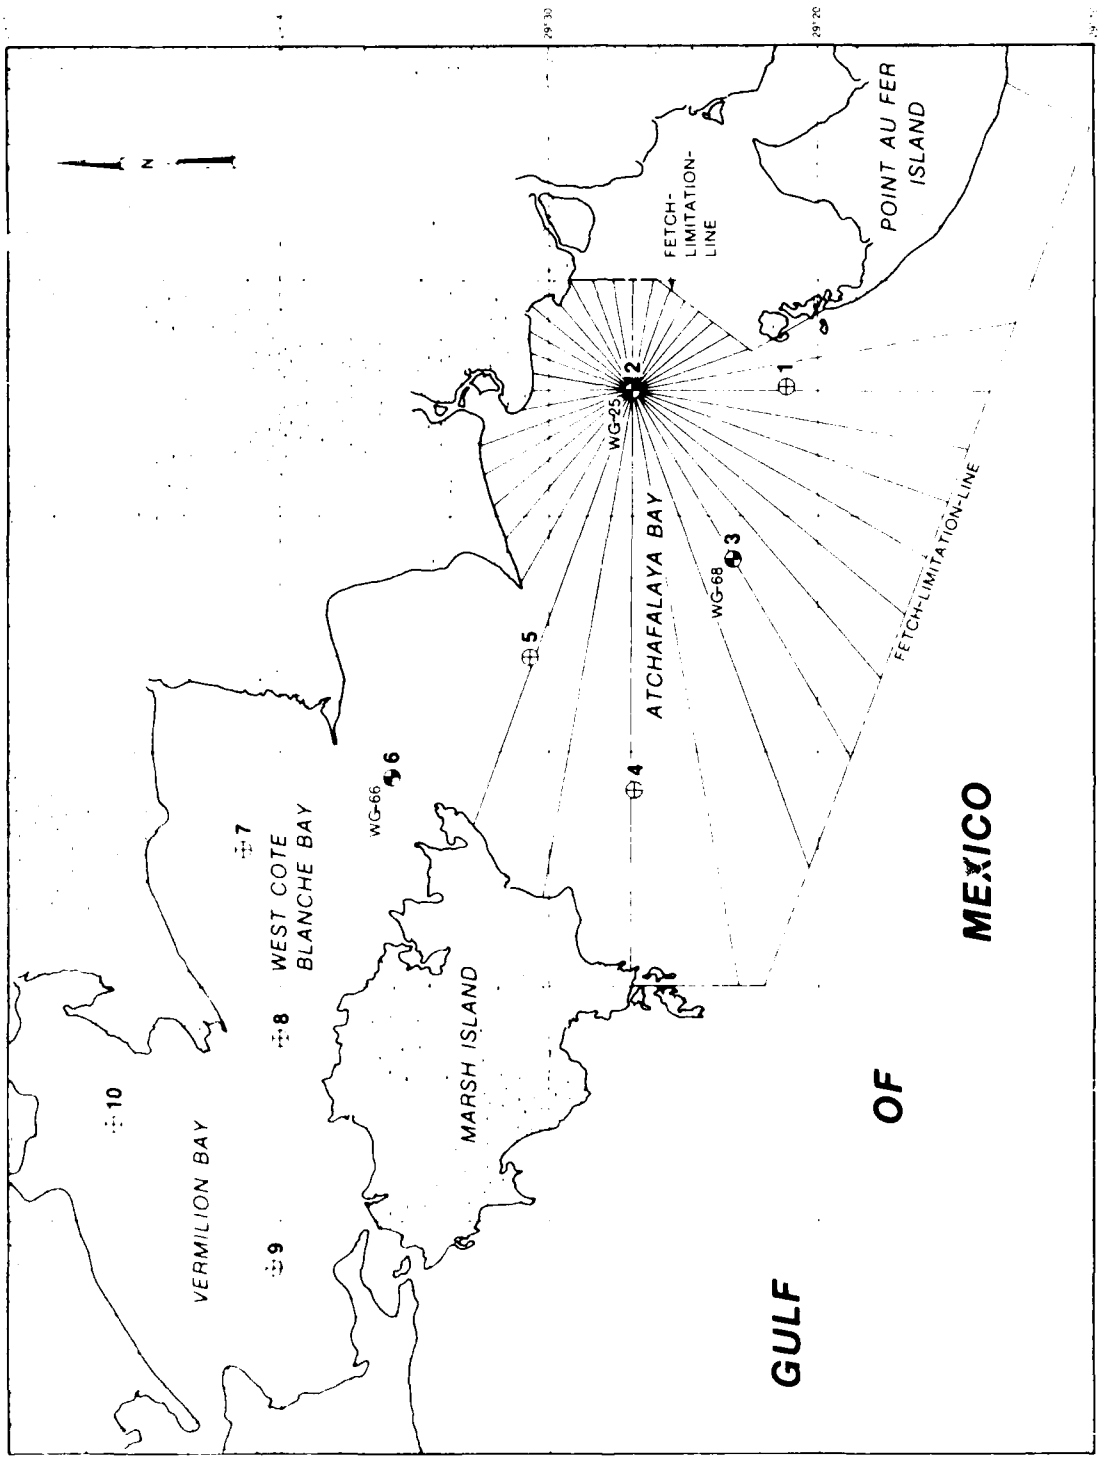 N
10
7
VERMILION BAY
8
WEST COTE
BLANCHE BAY
9
WG-66
6
MARSH ISLAND
5
29°30
FETCH-
LIMITATION-
LINE
WG-25
2
ATCHAFALAYA BAY
4
WG-68
3
1
29°20
POINT AU FER
ISLAND
FETCH-LIMITATION-LINE
GULF
OF
MEXICO